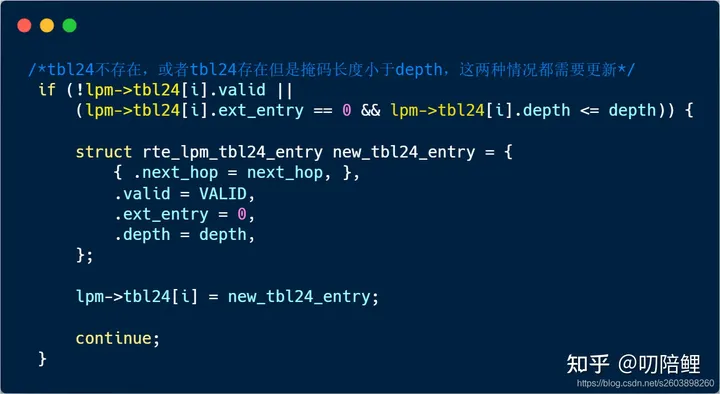 /*tbl24不存在，或者tbl24存在但是掩码长度小于depth，这两种情况都需要更新*/
if (!lpm->tbl24[i].valid ||
(lpm->tbl24[i].ext_entry == 0 && lpm->tbl24[i].depth <= depth)) {
struct rte_lpm_tbl24_entry new_tbl24_entry = {
{ .next_hop = next_hop, },
.valid = VALID,
.ext_entry = 0,
.depth = depth,
};
lpm->tbl24[i] = new_tbl24_entry;
continue;
}
知乎 @叨陪鲤
https://blog.csdn.net/s2603898260